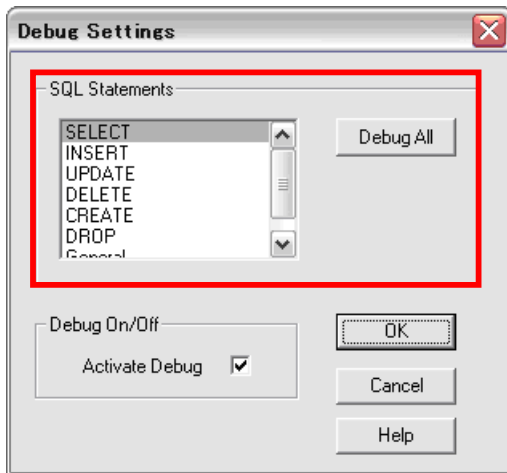 Debug Settings
SQL Statements
SELECT
INSERT
UPDATE
DELETE
CREATE
DROP
General
Debug All
Debug On/Off
Activate Debug
OK
Cancel
Help